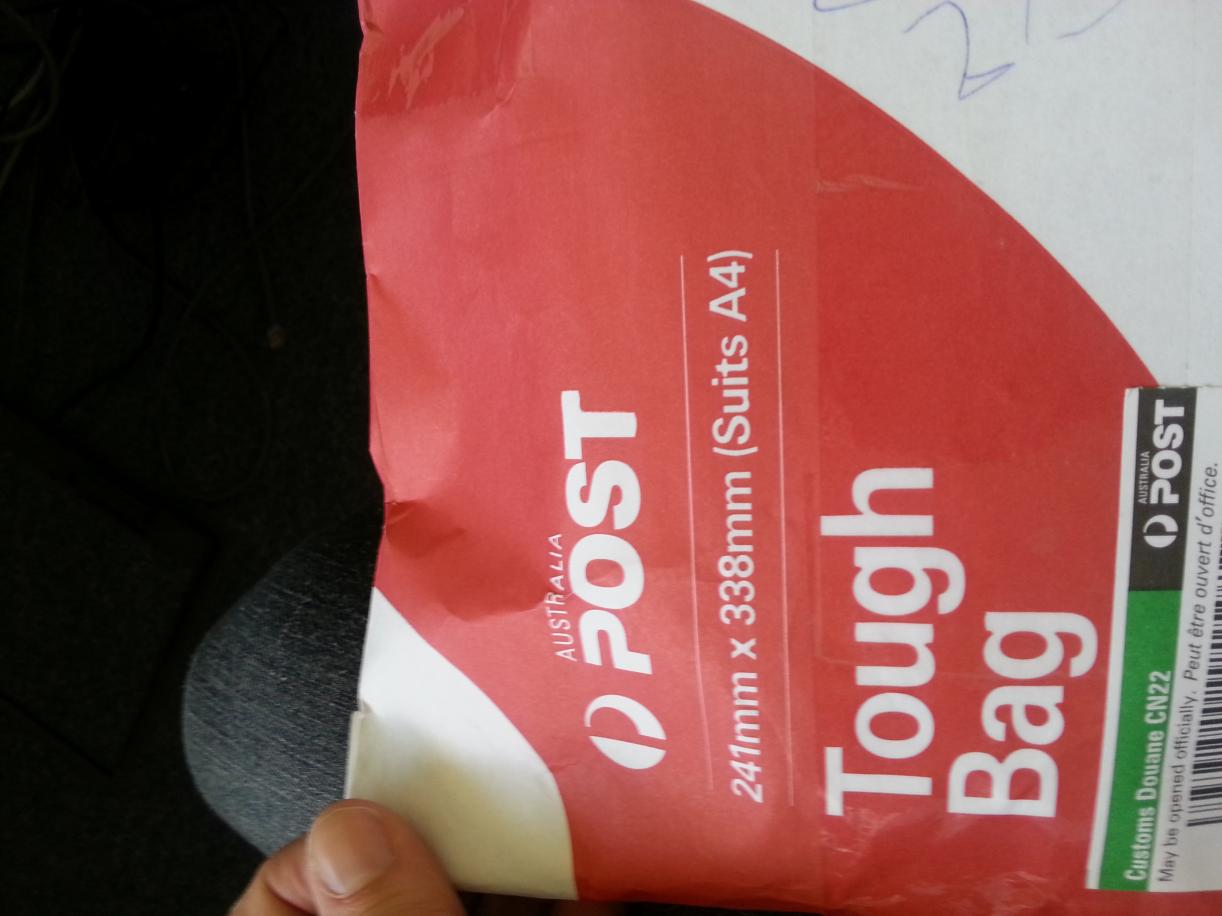 AUSTRALIA
POST
241mm x 338mm (Suits A4)
Tough
Bag
AUSTRALIA
POST
Customs Douane CN22
May be opened officially. Peut être ouvert d'office.